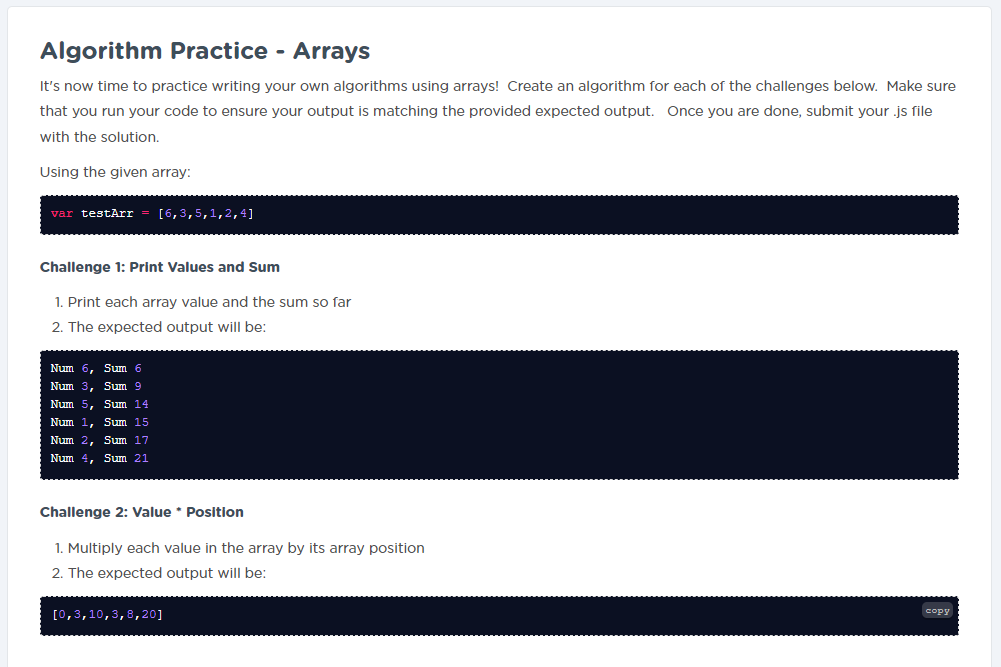 Algorithm Practice - Arrays
It's now time to practice writing your own algorithms using arrays!  Create an algorithm for each of the challenges below.  Make sure
that you run your code to ensure your output is matching the provided expected output.   Once you are done, submit your .js file
with the solution.
Using the given array:
var testArr = [6,3,5,1,2,4]
Challenge 1: Print Values and Sum
1. Print each array value and the sum so far
2. The expected output will be:
Num 6, Sum 6
Num 3, Sum 9
Num 5, Sum 14
Num 1, Sum 15
Num 2, Sum 17
Num 4, Sum 21
Challenge 2: Value * Position
1. Multiply each value in the array by its array position
2. The expected output will be:
[0,3,10,3,8,20]
copy